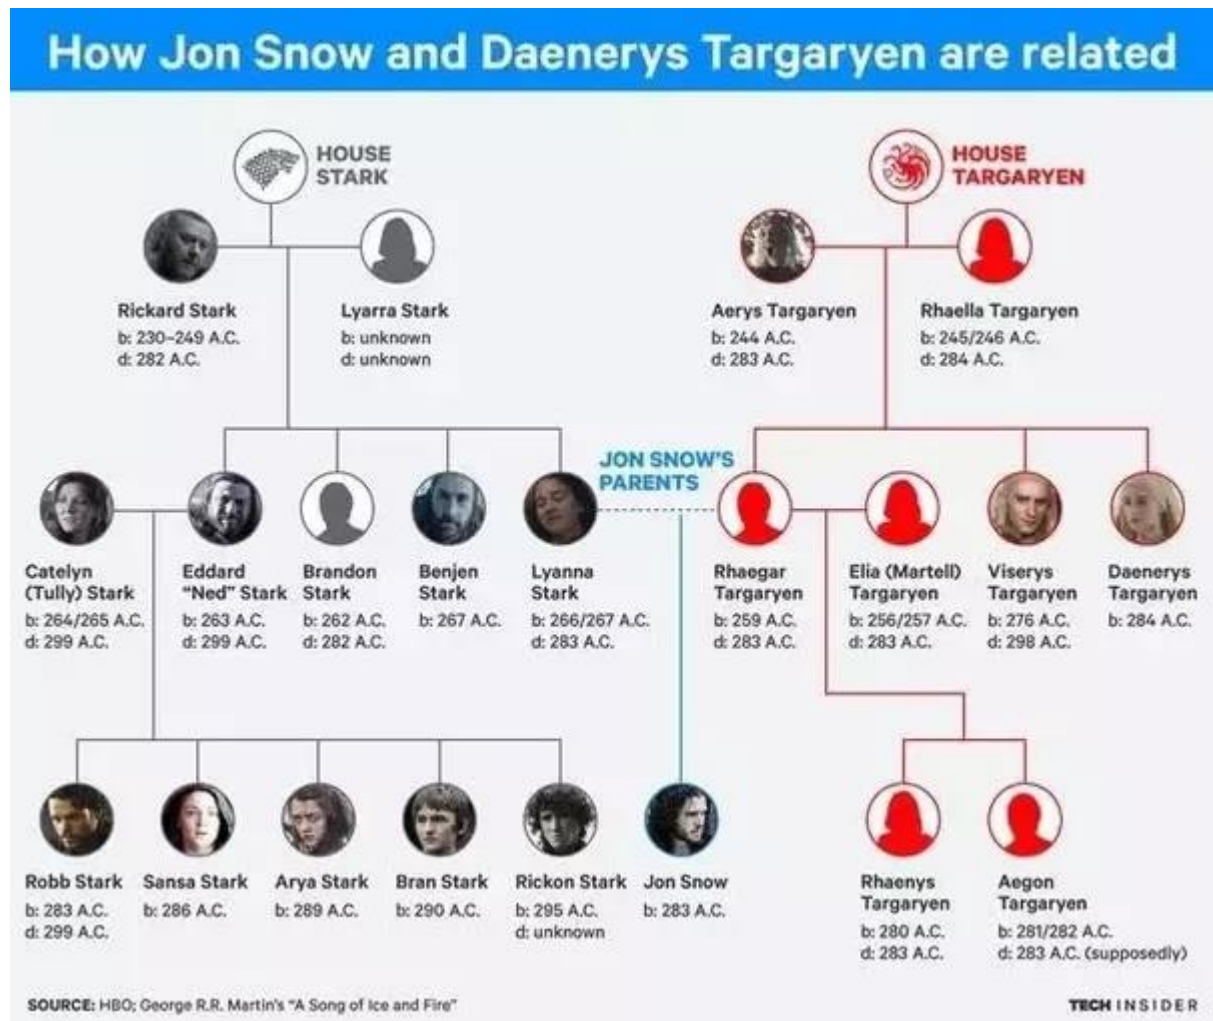 How Jon Snow and Daenerys Targaryen are related
HOUSE
STARK
HOUSE
TARGARYEN
Rickard Stark
b: 230–249 A.C.
d: 282 A.C.
Lyarra Stark
b: unknown
d: unknown
Aerys Targaryen
b: 244 A.C.
d: 283 A.C.
Rhaella Targaryen
b: 245/246 A.C.
d: 284 A.C.
JON SNOW'S
PARENTS
Catelyn
(Tully) Stark
b: 264/265 A.C.
d: 299 A.C.
Eddard
"Ned" Stark
b: 263 A.C.
d: 299 A.C.
Brandon
Stark
b: 262 A.C.
d: 282 A.C.
Benjen
Stark
b: 267 A.C.
Lyanna
Stark
b: 266/267 A.C.
d: 283 A.C.
Rhaegar
Targaryen
b: 259 A.C.
d: 283 A.C.
Elia (Martell)
Targaryen
b: 256/257 A.C.
d: 283 A.C.
Viserys
Targaryen
b: 276 A.C.
d: 298 A.C.
Daenerys
Targaryen
b: 284 A.C.
Robb Stark
b: 283 A.C.
d: 299 A.C.
Sansa Stark
b: 286 A.C.
Arya Stark
b: 289 A.C.
Bran Stark
b: 290 A.C.
Rickon Stark
b: 295 A.C.
d: unknown
Jon Snow
b: 283 A.C.
Rhaenys
Targaryen
b: 280 A.C.
d: 283 A.C.
Aegon
Targaryen
b: 281/282 A.C.
d: 283 A.C. (supposedly)
SOURCE: HBO; George R.R. Martin's "A Song of Ice and Fire"
TECH INSIDER